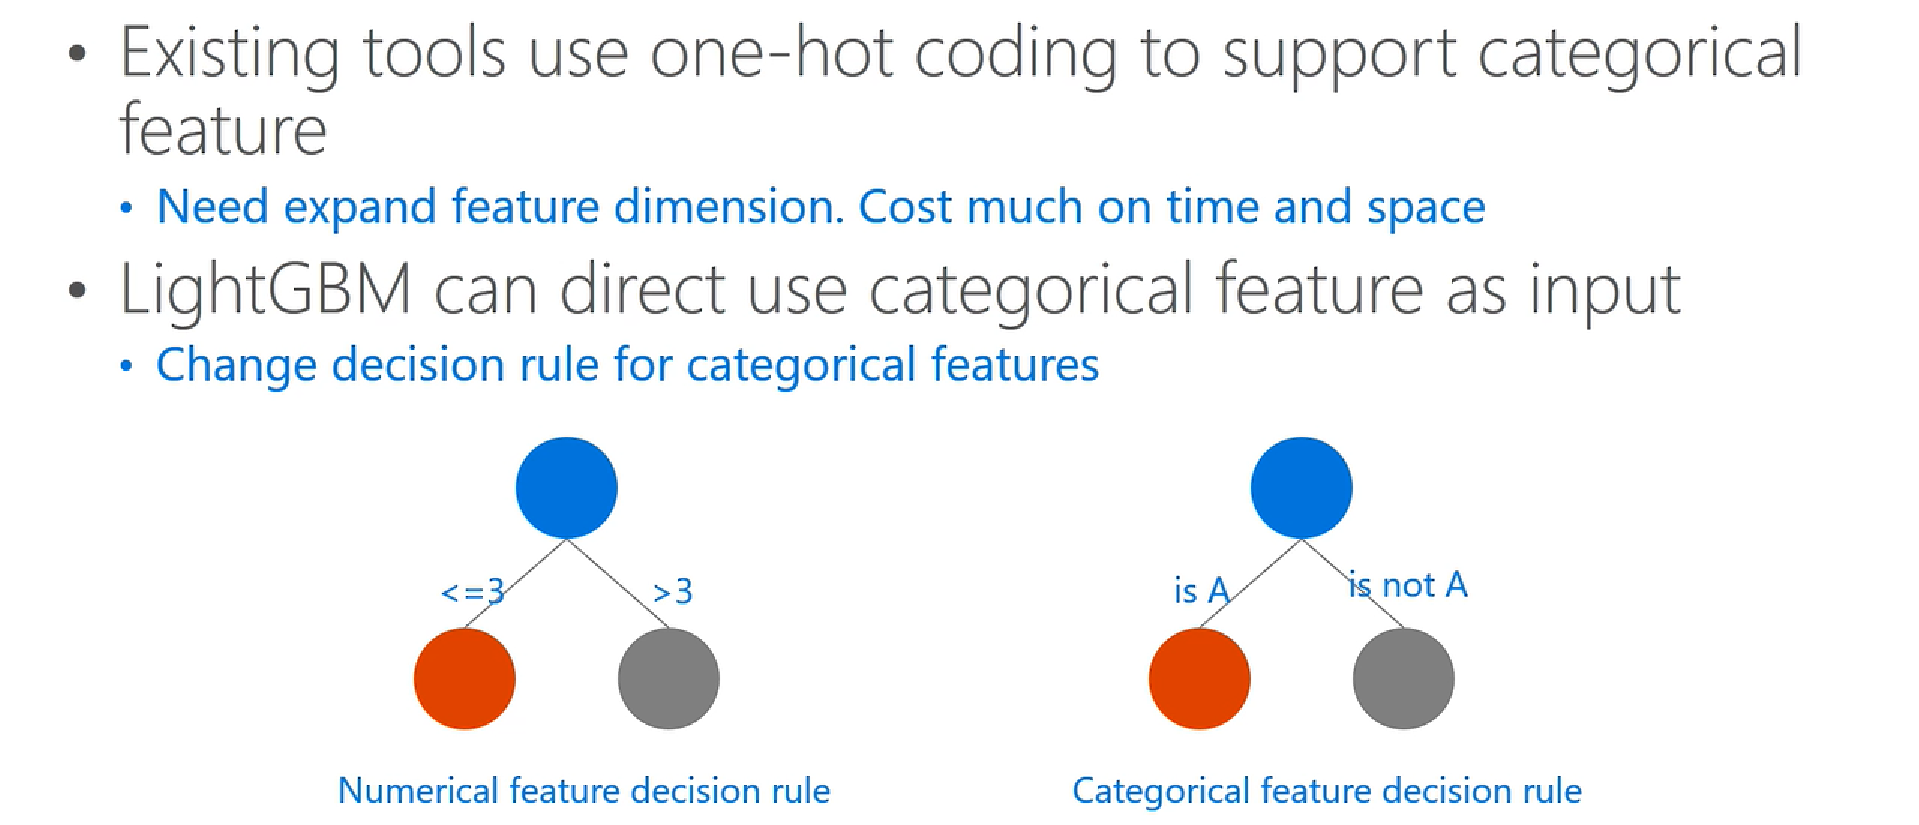 • Existing tools use one-hot coding to support categorical
feature
• Need expand feature dimension. Cost much on time and space
• LightGBM can direct use categorical feature as input
• Change decision rule for categorical features
<=3
>3
is A
is not A
Numerical feature decision rule
Categorical feature decision rule